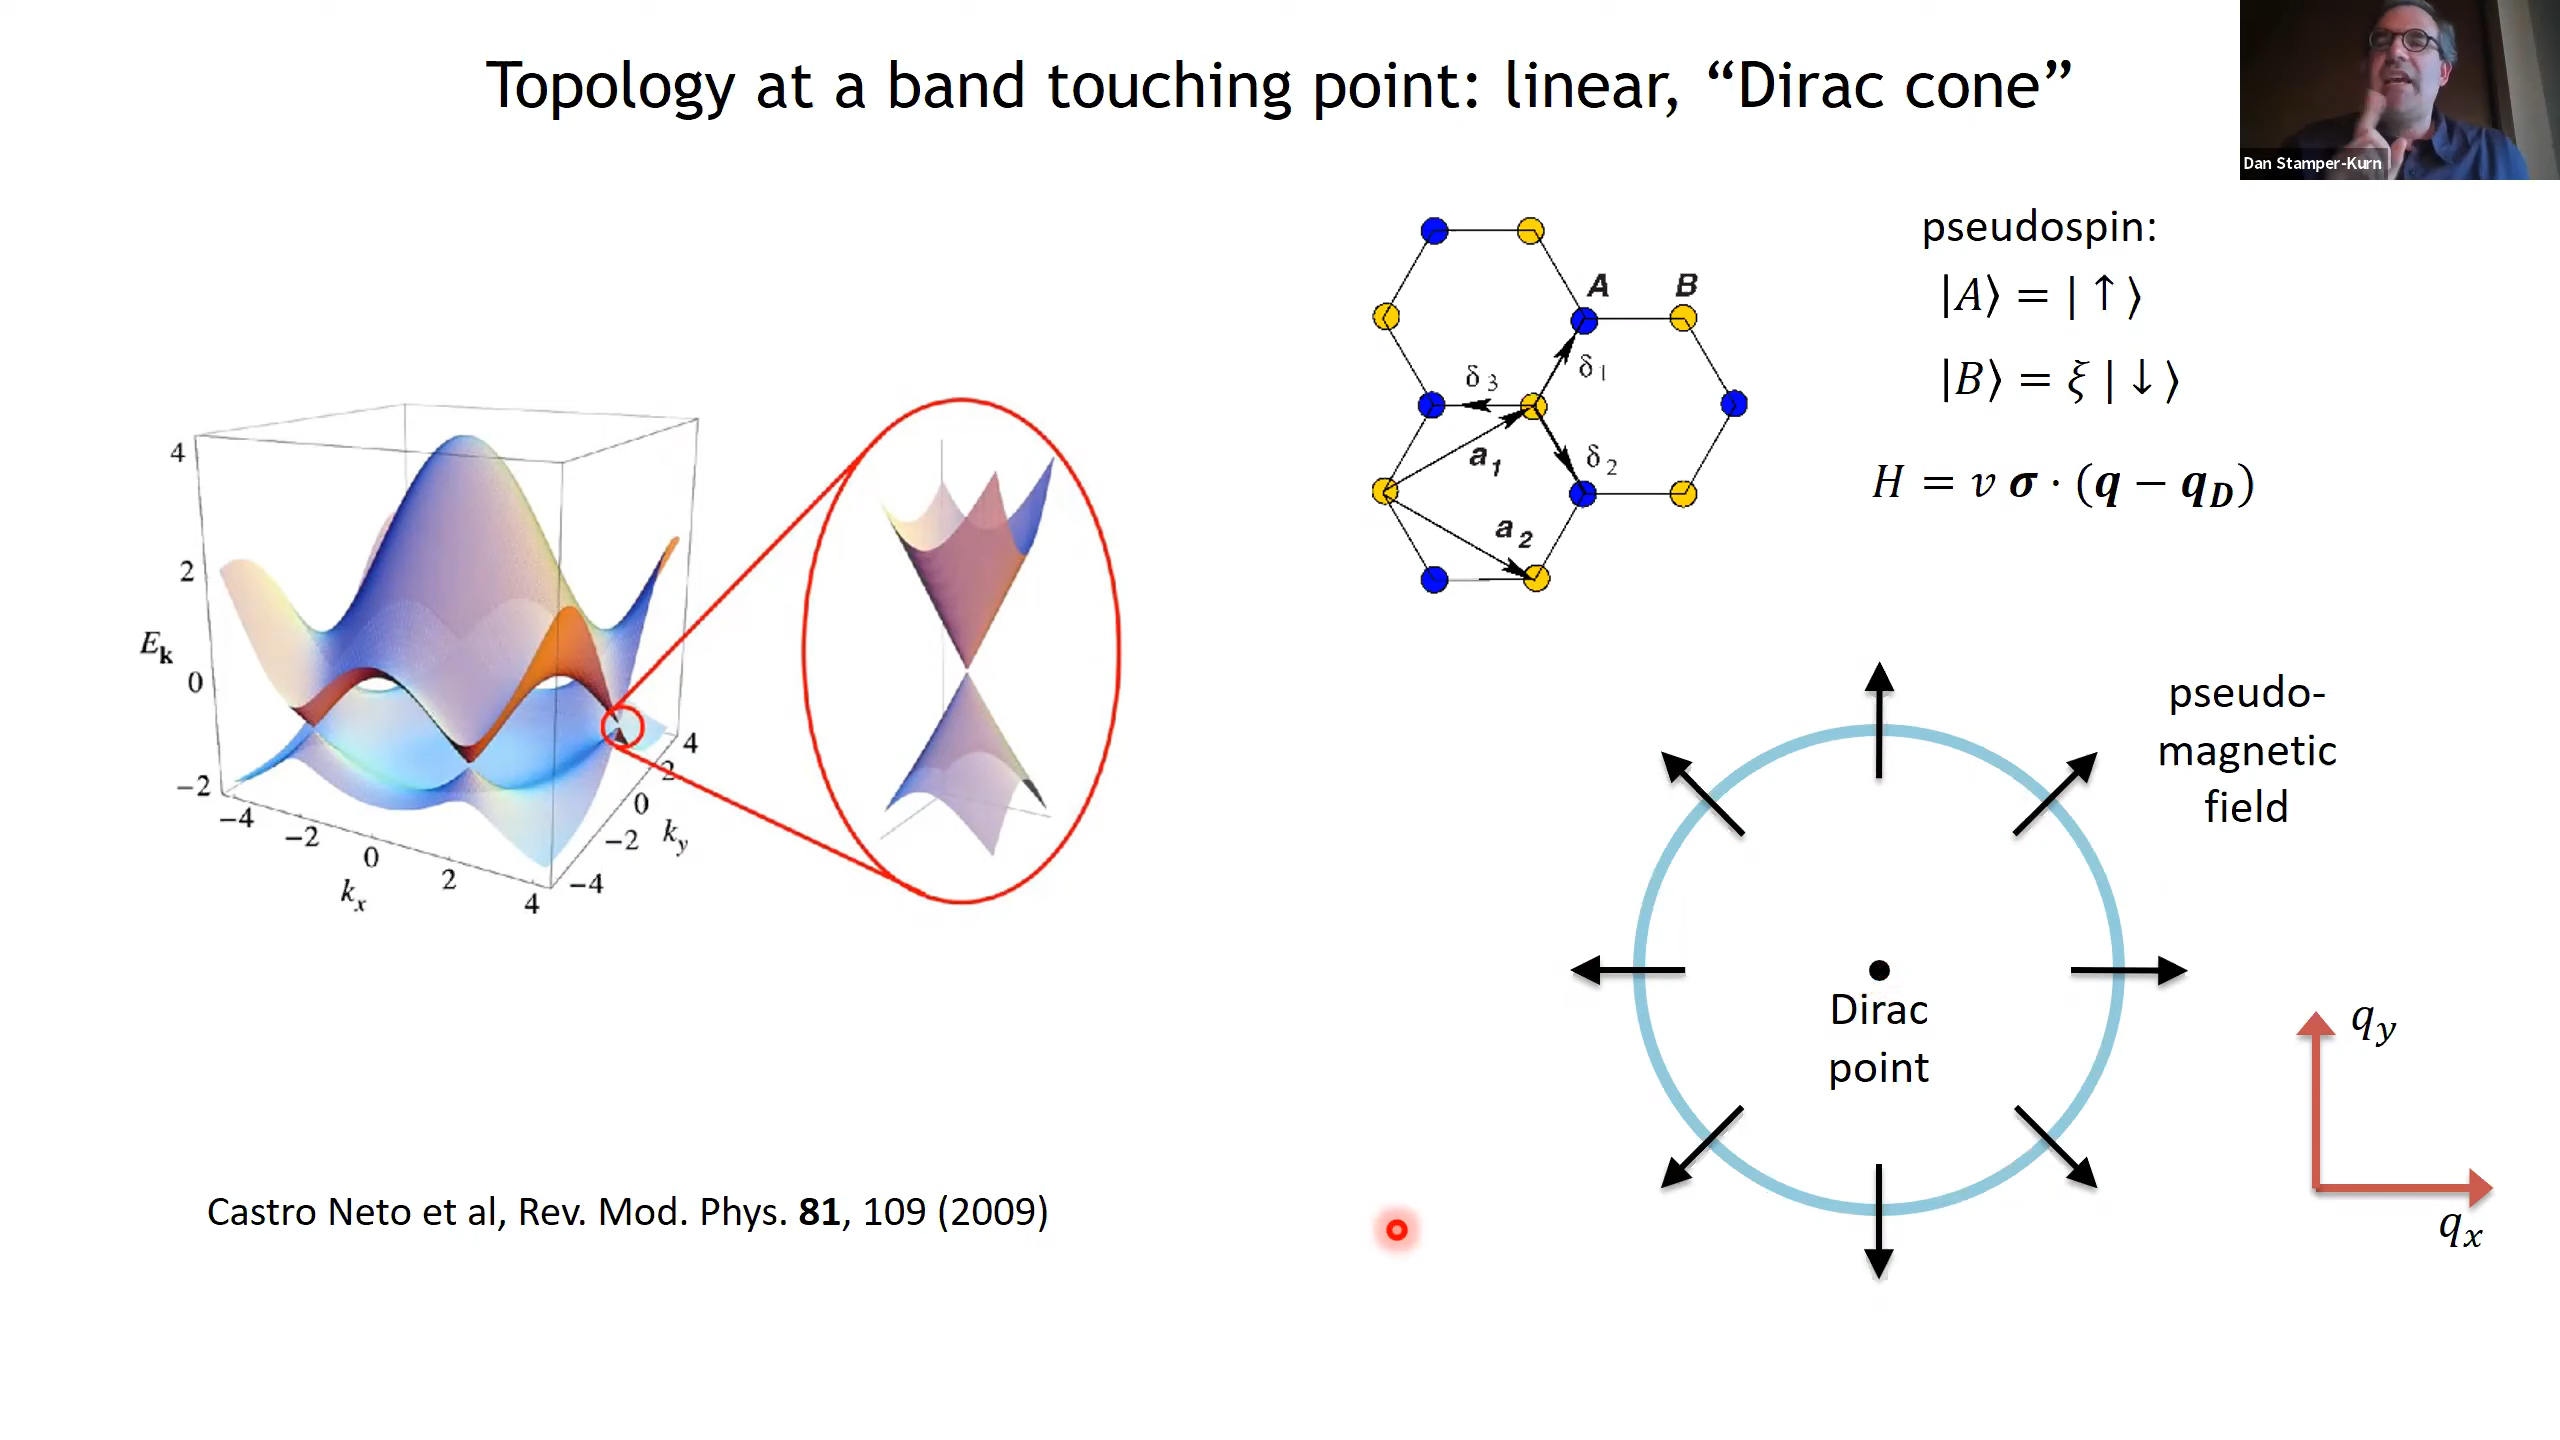 Topology at a band touching point: linear, “Dirac cone”
Dan Stamper-Kurn
pseudospin:
|A⟩ = |↑⟩
|B⟩ = ξ |↓⟩
H = v σ · (q − q_D)
A B
δ 1
δ 3
δ 2
a 1
a 2
4
2
E_k
0
−2
−4
−2
0
2
4
k_x
4
2
0
−2
−4
k_y
pseudo-
magnetic
field
Dirac
point
q_y
q_x
Castro Neto et al, Rev. Mod. Phys. 81, 109 (2009)